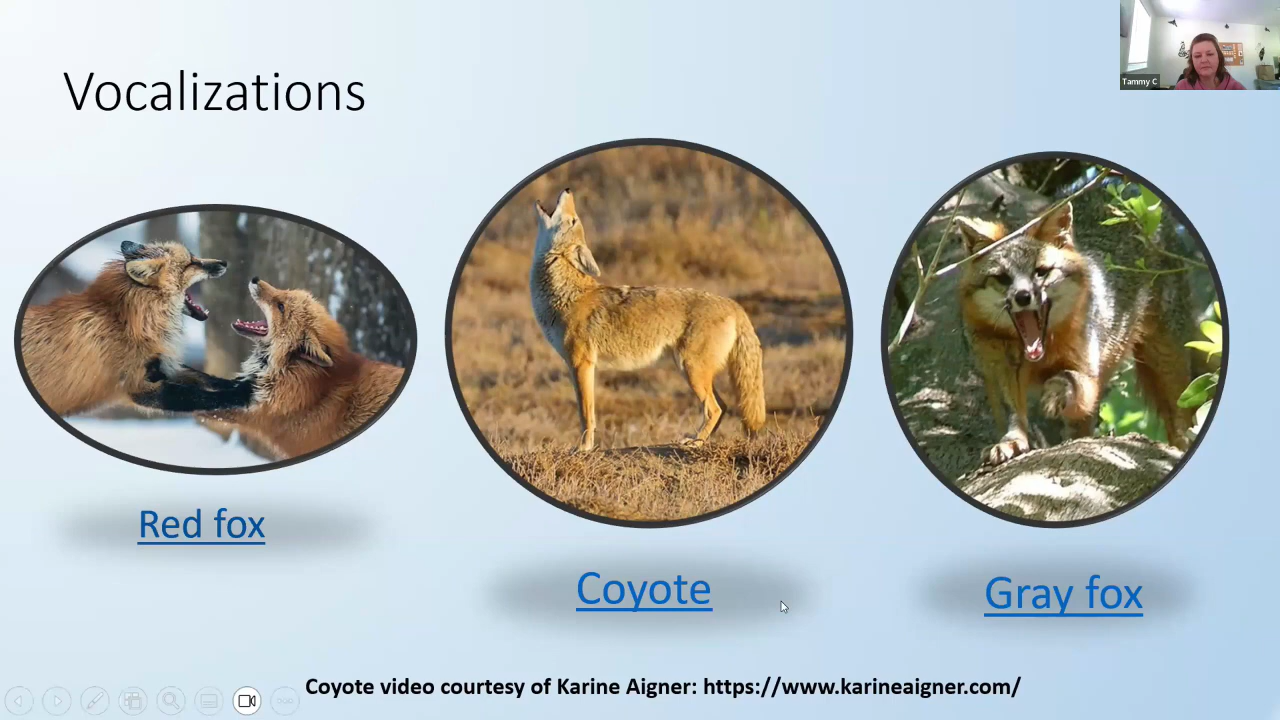 Vocalizations
Tammy C
Red fox
Coyote
Gray fox
Coyote video courtesy of Karine Aigner: https://www.karineaigner.com/